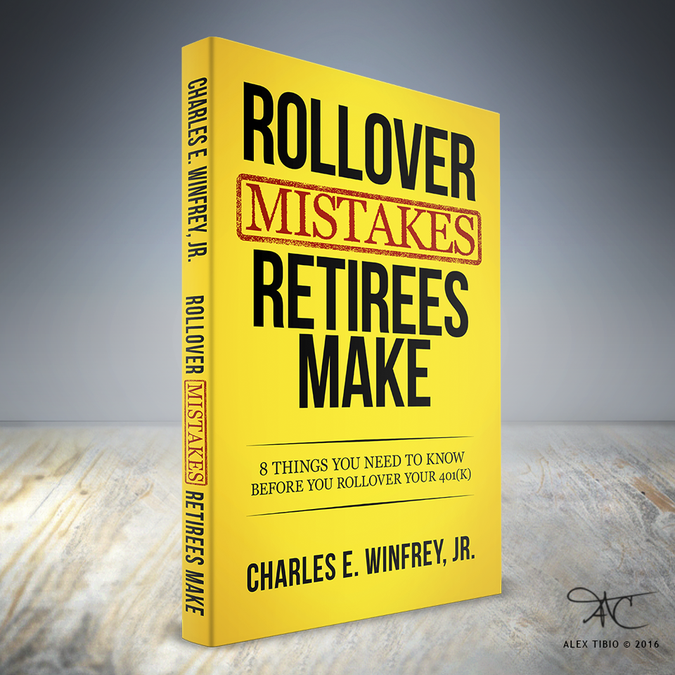 CHARLES E. WINFREY, JR.
ROLLOVER MISTAKES RETIREES MAKE
ROLLOVER
MISTAKES
RETIREES
MAKE
8 THINGS YOU NEED TO KNOW
BEFORE YOU ROLLOVER YOUR 401(K)
CHARLES E. WINFREY, JR.
AC
ALEX TIBIO © 2016